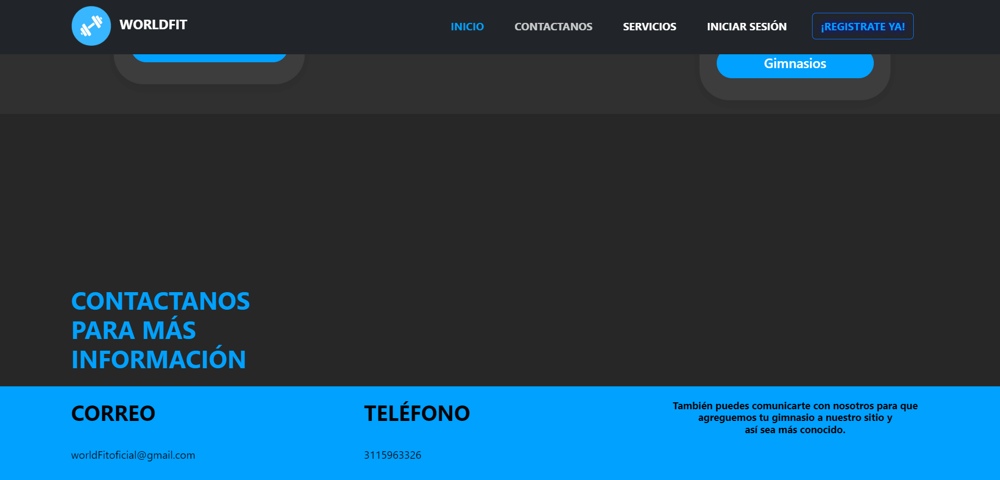 WORLDFIT
INICIO
CONTACTANOS
SERVICIOS
INICIAR SESIÓN
¡REGISTRATE YA!
Gimnasios
CONTACTANOS
PARA MÁS
INFORMACIÓN
CORREO
worldFitoficial@gmail.com
TELÉFONO
3115963326
También puedes comunicarte con nosotros para que
agreguemos tu gimnasio a nuestro sitio y
así sea más conocido.